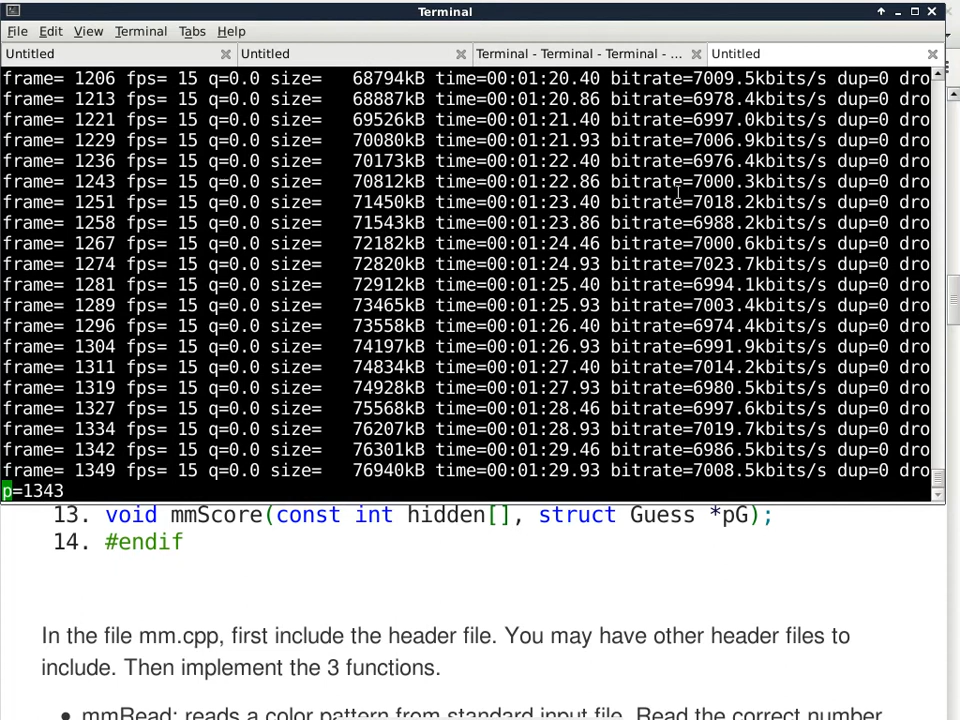 Terminal
File Edit View Terminal Tabs Help
Untitled Untitled Terminal - Terminal - Terminal - ... Untitled
frame= 1206 fps= 15 q=0.0 size=   68794kB time=00:01:20.40 bitrate=7009.5kbits/s dup=0 dro
frame= 1213 fps= 15 q=0.0 size=   68887kB time=00:01:20.86 bitrate=6978.4kbits/s dup=0 dro
frame= 1221 fps= 15 q=0.0 size=   69526kB time=00:01:21.40 bitrate=6997.0kbits/s dup=0 dro
frame= 1229 fps= 15 q=0.0 size=   70080kB time=00:01:21.93 bitrate=7006.9kbits/s dup=0 dro
frame= 1236 fps= 15 q=0.0 size=   70173kB time=00:01:22.40 bitrate=6976.4kbits/s dup=0 dro
frame= 1243 fps= 15 q=0.0 size=   70812kB time=00:01:22.86 bitrate=7000.3kbits/s dup=0 dro
frame= 1251 fps= 15 q=0.0 size=   71450kB time=00:01:23.40 bitrate=7018.2kbits/s dup=0 dro
frame= 1258 fps= 15 q=0.0 size=   71543kB time=00:01:23.86 bitrate=6988.2kbits/s dup=0 dro
frame= 1267 fps= 15 q=0.0 size=   72182kB time=00:01:24.46 bitrate=7000.6kbits/s dup=0 dro
frame= 1274 fps= 15 q=0.0 size=   72820kB time=00:01:24.93 bitrate=7023.7kbits/s dup=0 dro
frame= 1281 fps= 15 q=0.0 size=   72912kB time=00:01:25.40 bitrate=6994.1kbits/s dup=0 dro
frame= 1289 fps= 15 q=0.0 size=   73465kB time=00:01:25.93 bitrate=7003.4kbits/s dup=0 dro
frame= 1296 fps= 15 q=0.0 size=   73558kB time=00:01:26.40 bitrate=6974.4kbits/s dup=0 dro
frame= 1304 fps= 15 q=0.0 size=   74197kB time=00:01:26.93 bitrate=6991.9kbits/s dup=0 dro
frame= 1311 fps= 15 q=0.0 size=   74834kB time=00:01:27.40 bitrate=7014.2kbits/s dup=0 dro
frame= 1319 fps= 15 q=0.0 size=   74928kB time=00:01:27.93 bitrate=6980.5kbits/s dup=0 dro
frame= 1327 fps= 15 q=0.0 size=   75568kB time=00:01:28.46 bitrate=6997.6kbits/s dup=0 dro
frame= 1334 fps= 15 q=0.0 size=   76207kB time=00:01:28.93 bitrate=7019.7kbits/s dup=0 dro
frame= 1342 fps= 15 q=0.0 size=   76301kB time=00:01:29.46 bitrate=6986.5kbits/s dup=0 dro
frame= 1349 fps= 15 q=0.0 size=   76940kB time=00:01:29.93 bitrate=7008.5kbits/s dup=0 dro
p=1343
13. void mmScore(const int hidden[], struct Guess *pG);
14. #endif
In the file mm.cpp, first include the header file. You may have other header files to
include. Then implement the 3 functions.
• mmRead: reads a color pattern from standard input file. Read the correct number